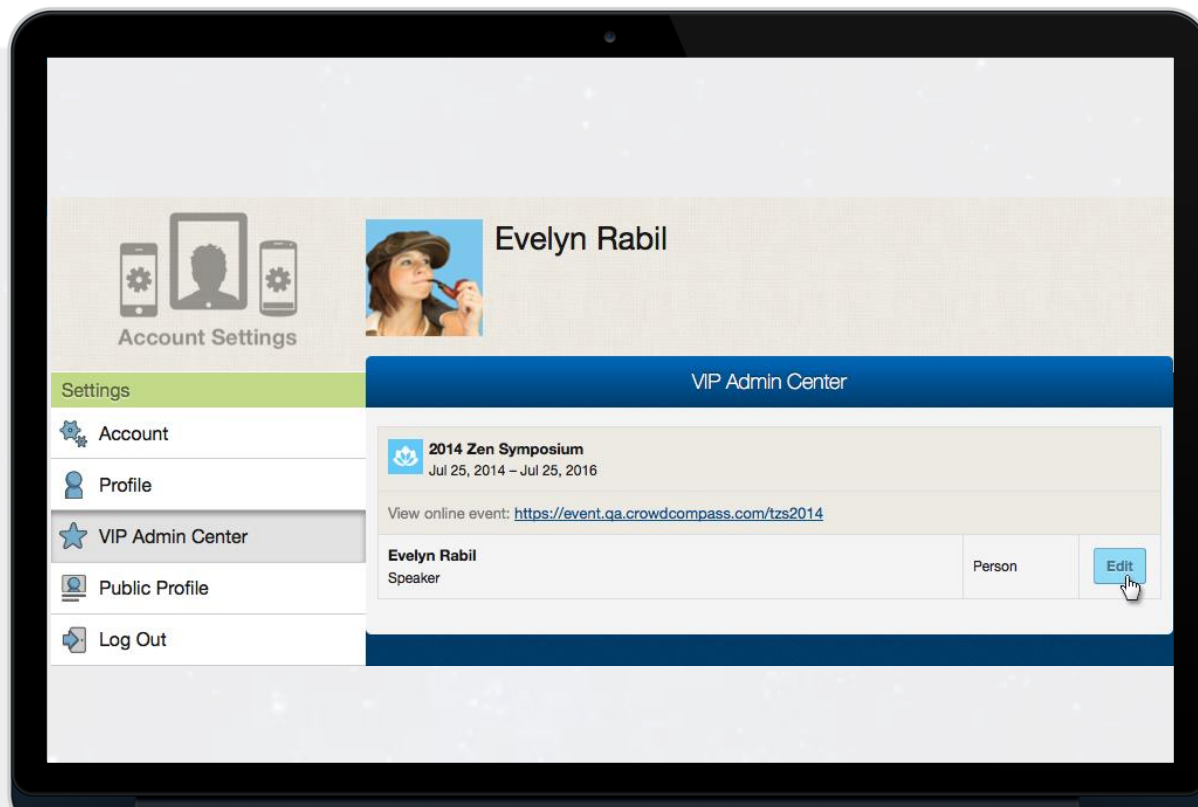 Account Settings
Evelyn Rabil
Settings
Account
Profile
VIP Admin Center
Public Profile
Log Out
VIP Admin Center
2014 Zen Symposium
Jul 25, 2014 – Jul 25, 2016
View online event: https://event.qa.crowdcompass.com/tzs2014
Evelyn Rabil
Speaker
Person
Edit